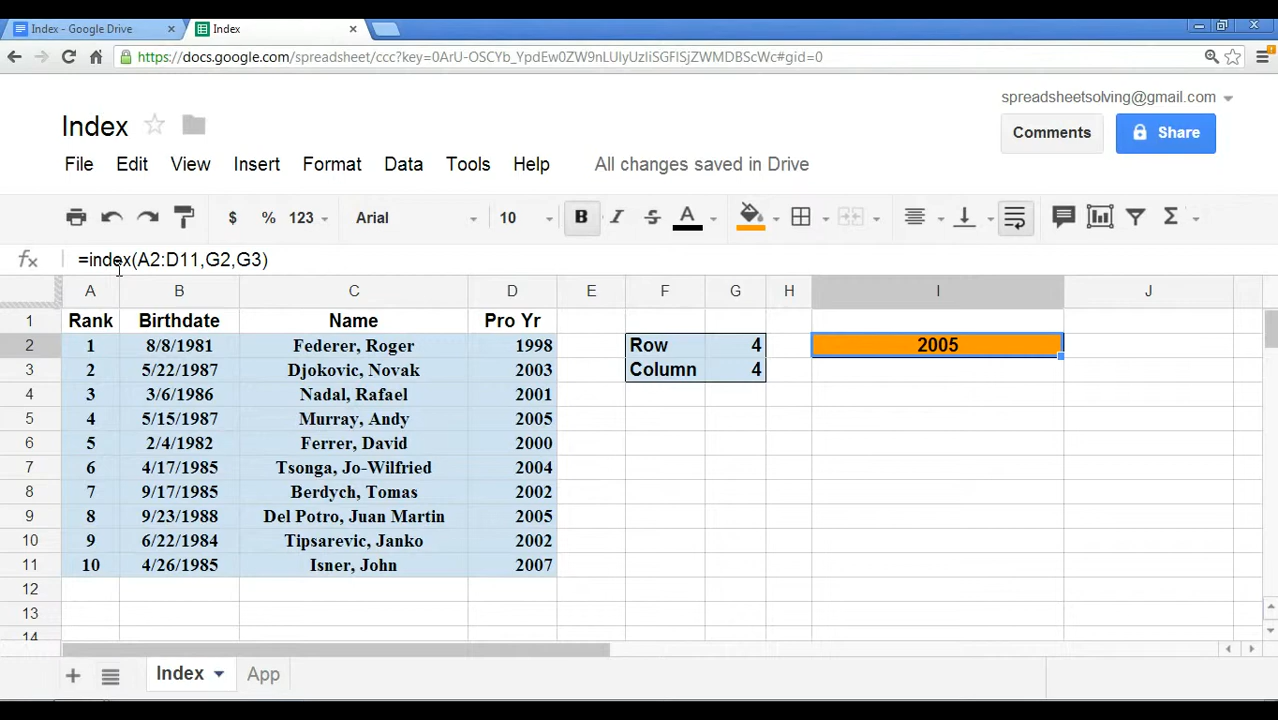 Index - Google Drive × Index ×
https://docs.google.com/spreadsheet/ccc?key=0ArU-OSCYb_YpdEw0ZW9nLUlyUzliSGFISjZWMDBScWc#gid=0
spreadsheetsolving@gmail.com
Index
Comments Share
File Edit View Insert Format Data Tools Help All changes saved in Drive
$ % 123 Arial 10 B I S A Σ
fx =index(A2:D11,G2,G3)
A B C D E F G H I J
1 Rank Birthdate Name Pro Yr
2 1 8/8/1981 Federer, Roger 1998 Row 4 2005
3 2 5/22/1987 Djokovic, Novak 2003 Column 4
4 3 3/6/1986 Nadal, Rafael 2001
5 4 5/15/1987 Murray, Andy 2005
6 5 2/4/1982 Ferrer, David 2000
7 6 4/17/1985 Tsonga, Jo-Wilfried 2004
8 7 9/17/1985 Berdych, Tomas 2002
9 8 9/23/1988 Del Potro, Juan Martin 2005
10 9 6/22/1984 Tipsarevic, Janko 2002
11 10 4/26/1985 Isner, John 2007
12
13
14
+ Index App